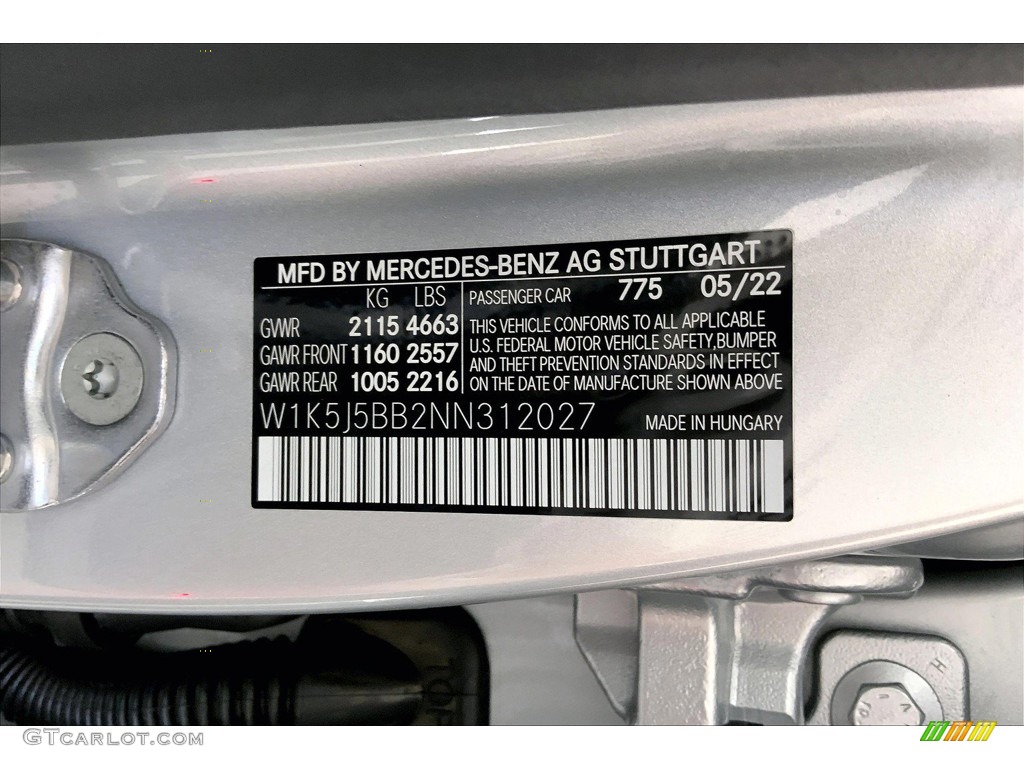 MFD BY MERCEDES-BENZ AG STUTTGART
KG LBS
GVWR 2115 4663
GAWR FRONT 1160 2557
GAWR REAR 1005 2216
PASSENGER CAR 775 05/22
THIS VEHICLE CONFORMS TO ALL APPLICABLE
U.S. FEDERAL MOTOR VEHICLE SAFETY, BUMPER
AND THEFT PREVENTION STANDARDS IN EFFECT
ON THE DATE OF MANUFACTURE SHOWN ABOVE
W1K5J5BB2NN312027 MADE IN HUNGARY
H
GTcarlot.com